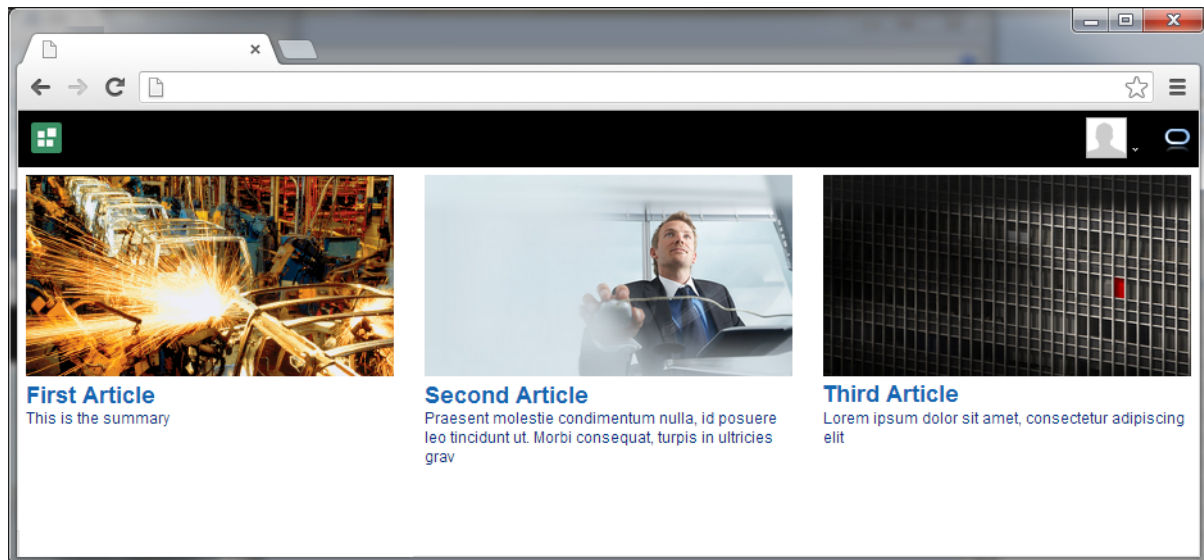 First Article
This is the summary
Second Article
Praesent molestie condimentum nulla, id posuere
leo tincidunt ut. Morbi consequat, turpis in ultricies
grav
Third Article
Lorem ipsum dolor sit amet, consectetur adipiscing
elit